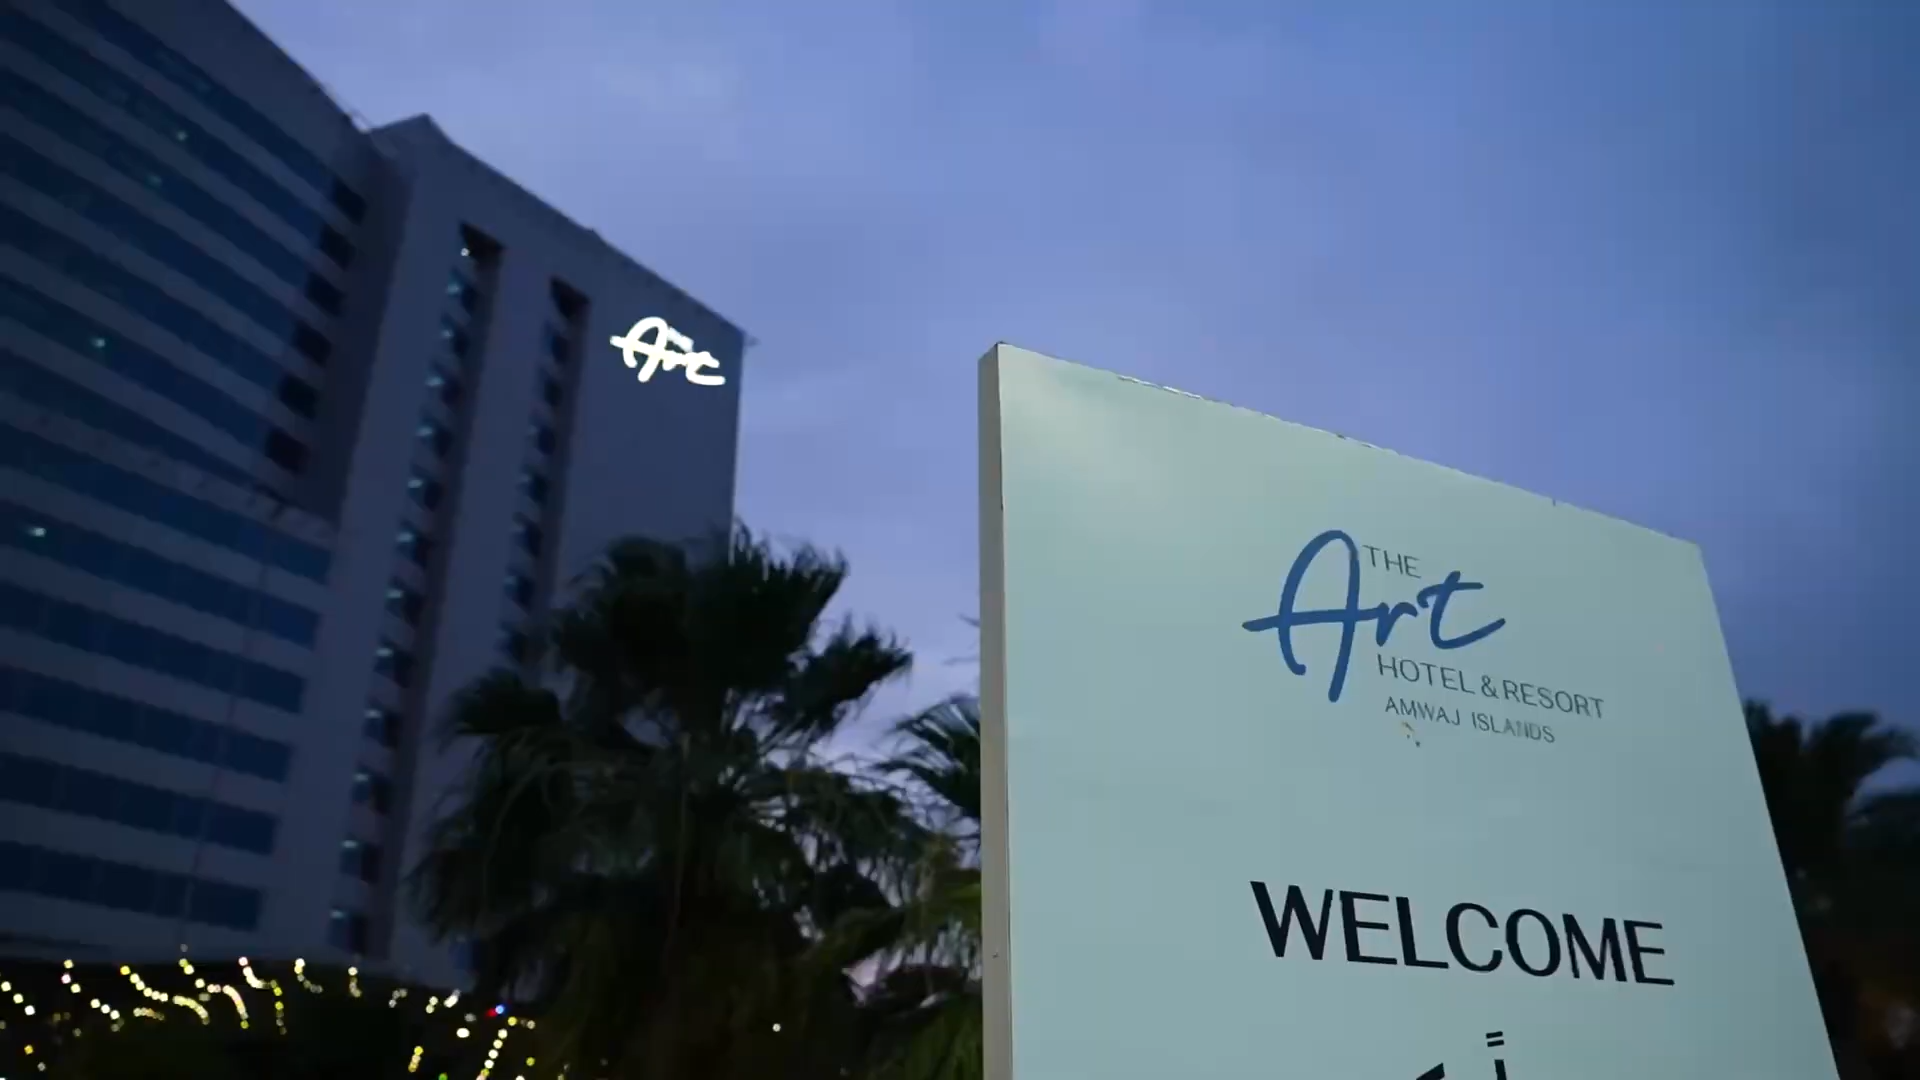 Art
THE
Art
HOTEL & RESORT
AMWAJ ISLANDS
WELCOME